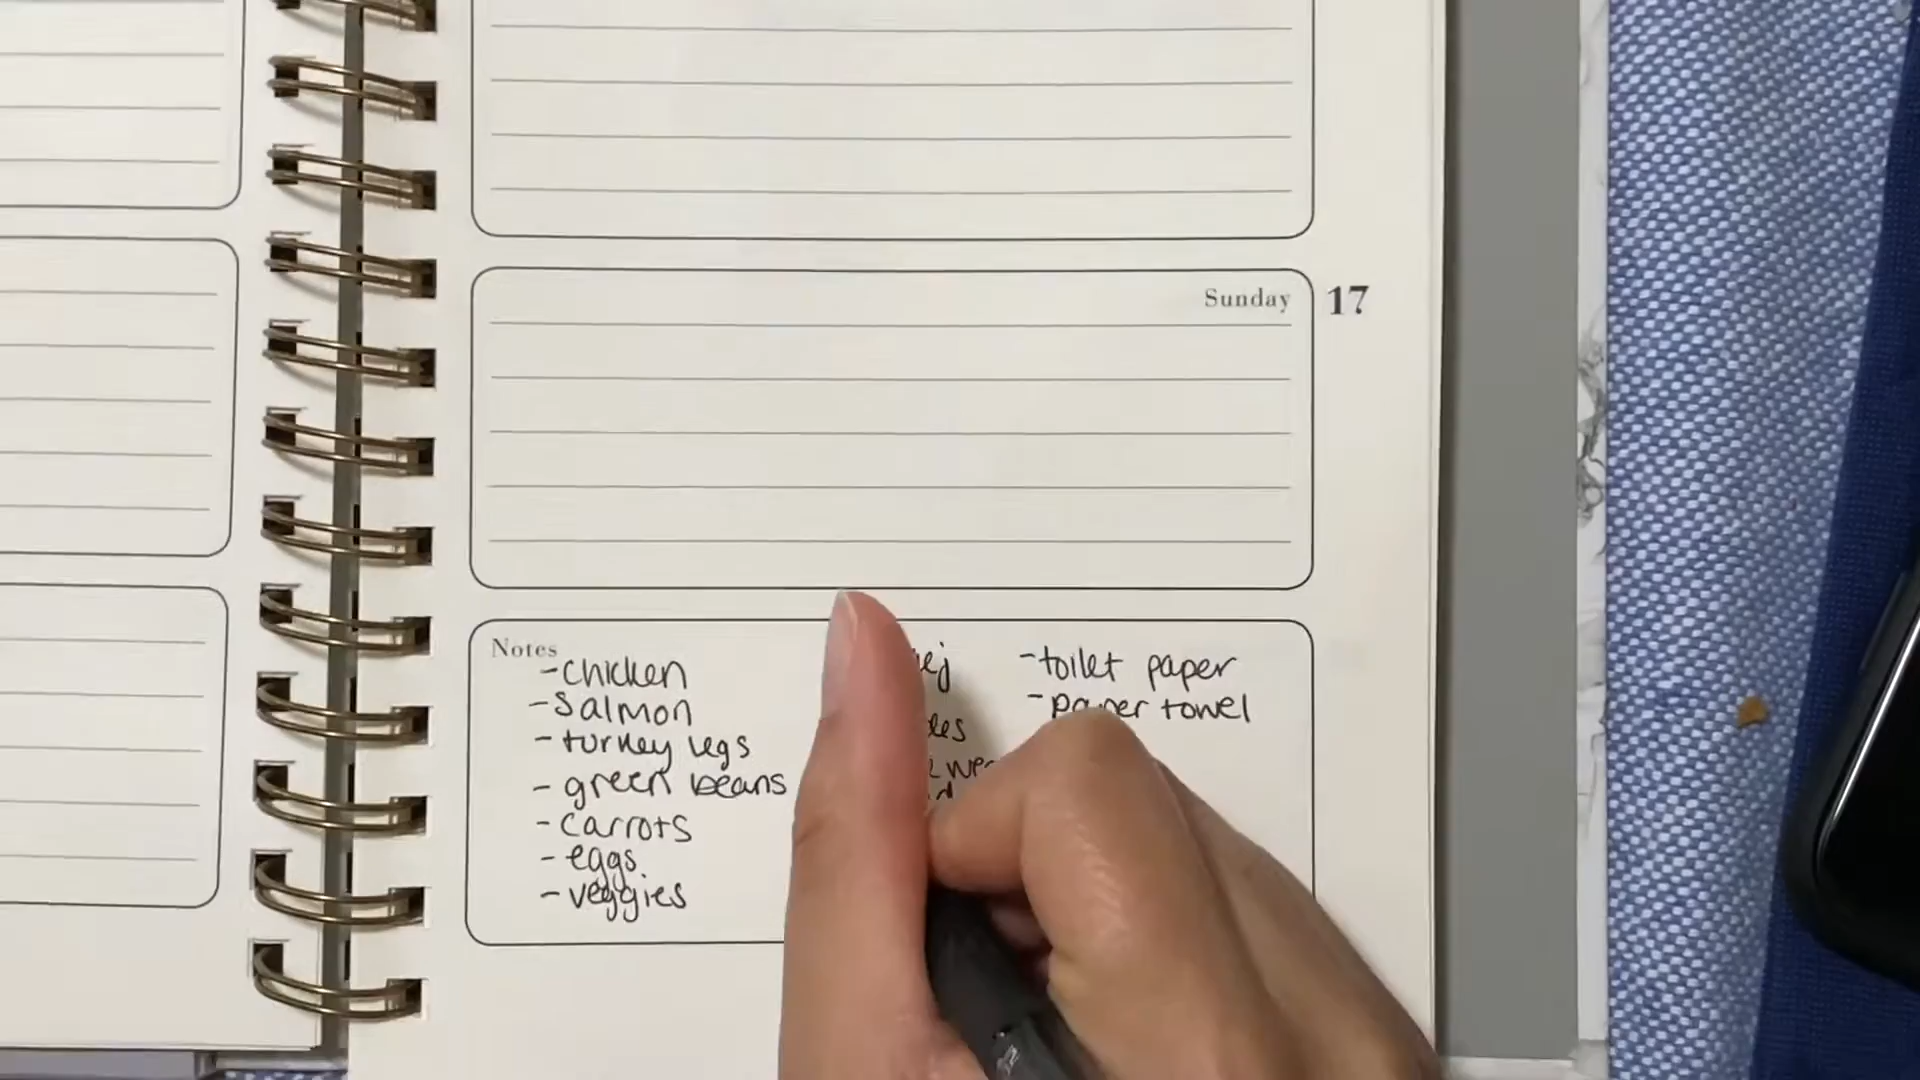 Sunday 17
Notes
-chicken
-salmon
-turkey legs
- green beans
-carrots
- eggs
- veggies
-toilet paper
-paper towel